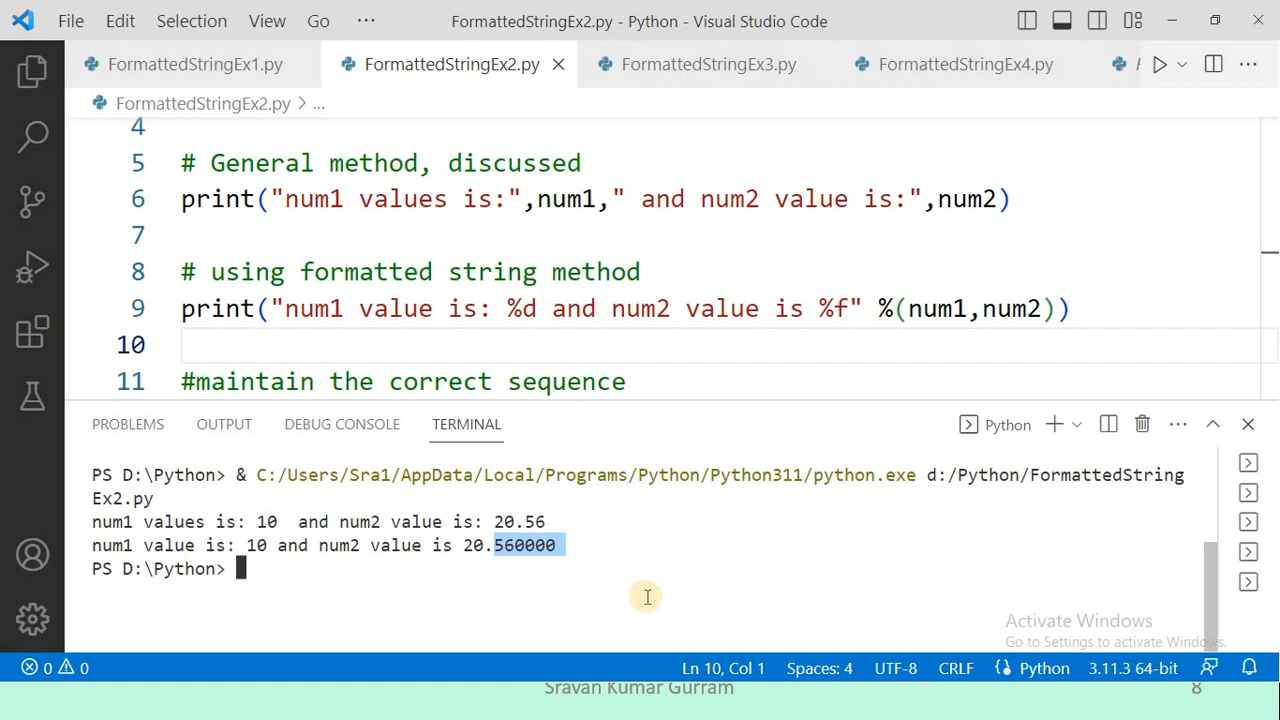 File Edit Selection View Go ··· FormattedStringEx2.py - Python - Visual Studio Code
FormattedStringEx1.py FormattedStringEx2.py FormattedStringEx3.py FormattedStringEx4.py
FormattedStringEx2.py > ...
4
5 # General method, discussed
6 print("num1 values is:",num1," and num2 value is:",num2)
7
8 # using formatted string method
9 print("num1 value is: %d and num2 value is %f" %(num1,num2))
10
11 #maintain the correct sequence
PROBLEMS OUTPUT DEBUG CONSOLE TERMINAL Python
PS D:\Python> & C:/Users/Sra1/AppData/Local/Programs/Python/Python311/python.exe d:/Python/FormattedString
Ex2.py
num1 values is: 10  and num2 value is: 20.56
num1 value is: 10 and num2 value is 20.560000
PS D:\Python>
Activate Windows
Go to Settings to activate Windows.
0 0 Ln 10, Col 1 Spaces: 4 UTF-8 CRLF Python 3.11.3 64-bit
Sravan Kumar Gurram 8